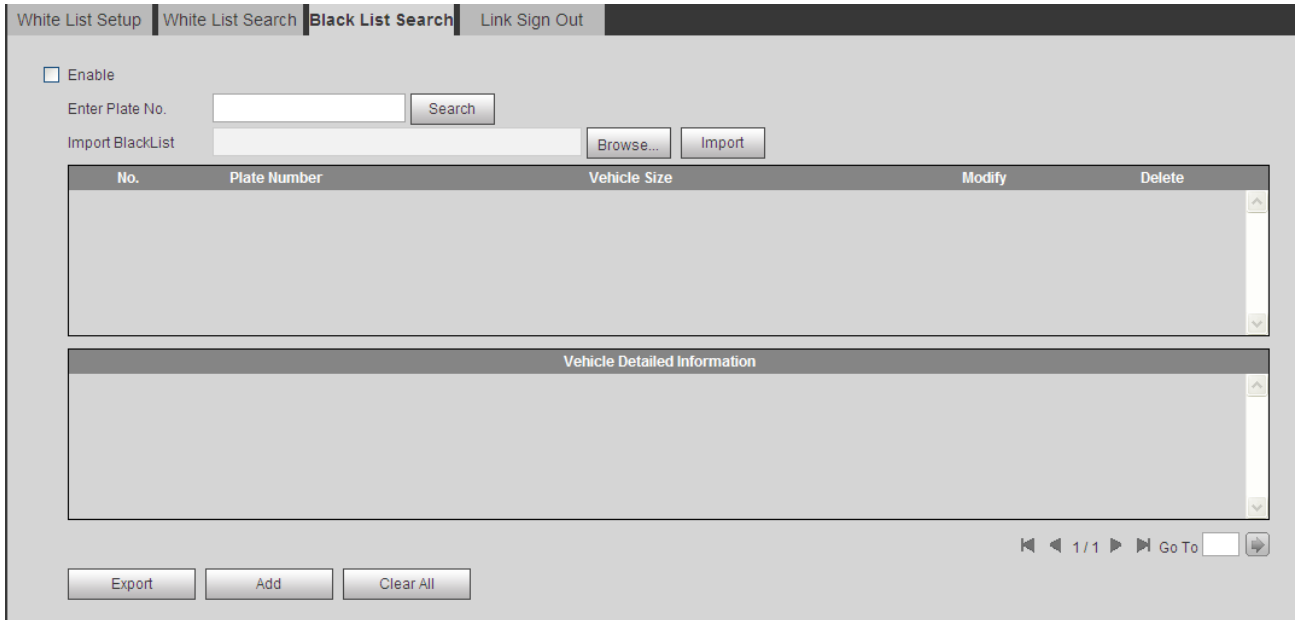 White List Setup White List Search Black List Search Link Sign Out
Enable
Enter Plate No. Search
Import BlackList Browse... Import
No. Plate Number Vehicle Size Modify Delete
Vehicle Detailed Information
1 / 1 Go To
Export Add Clear All